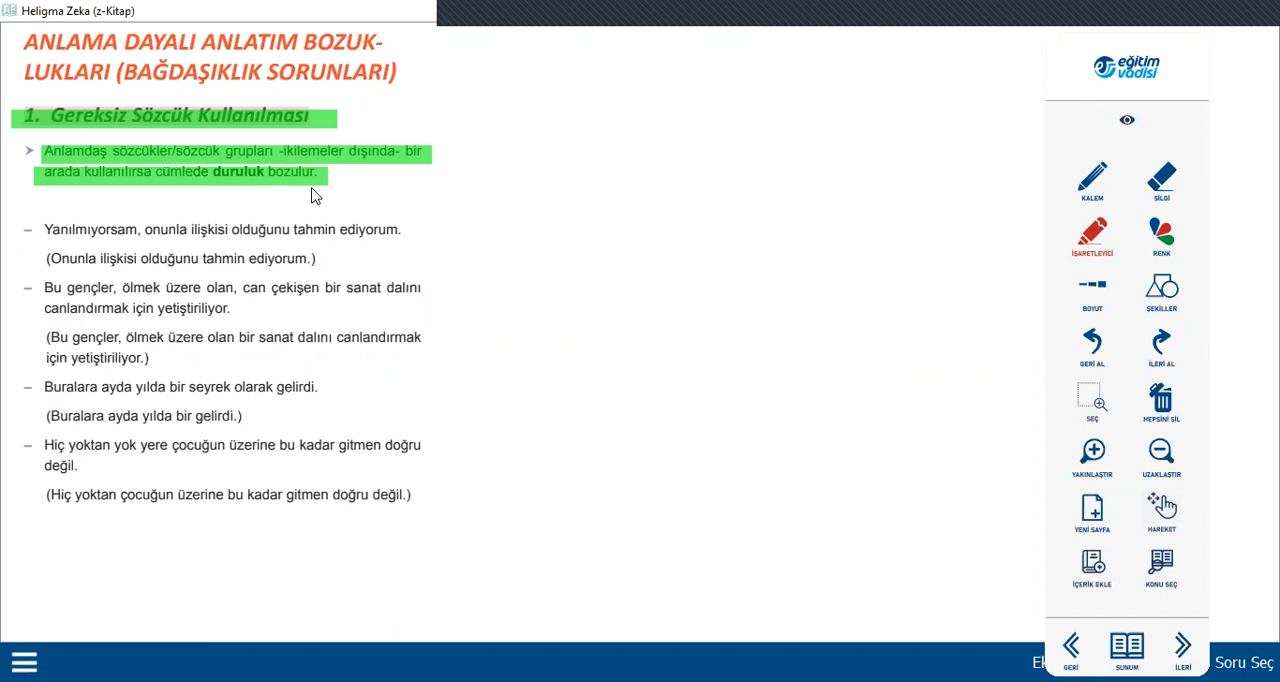 Heligma Zeka (z-Kitap)
ANLAMA DAYALI ANLATIM BOZUK-
LUKLARI (BAĞDAŞIKLIK SORUNLARI)
1. Gereksiz Sözcük Kullanılması
➤ Anlamdaş sözcükler/sözcük grupları -ikilemeler dışında- bir
arada kullanılırsa cümlede duruluk bozulur.
– Yanılmıyorsam, onunla ilişkisi olduğunu tahmin ediyorum.
(Onunla ilişkisi olduğunu tahmin ediyorum.)
– Bu gençler, ölmek üzere olan, can çekişen bir sanat dalını
canlandırmak için yetiştiriliyor.
(Bu gençler, ölmek üzere olan bir sanat dalını canlandırmak
için yetiştiriliyor.)
– Buralara ayda yılda bir seyrek olarak gelirdi.
(Buralara ayda yılda bir gelirdi.)
– Hiç yoktan yok yere çocuğun üzerine bu kadar gitmen doğru
değil.
(Hiç yoktan çocuğun üzerine bu kadar gitmen doğru değil.)
eğitim
vadisi
KALEM SİLGİ
İŞARETLEYİCİ RENK
BOYUT ŞEKİLLER
GERİ AL İLERİ AL
SEÇ HEPSİNİ SİL
YAKINLAŞTIR UZAKLAŞTIR
YENİ SAYFA HAREKET
İÇERİK EKLE KONU SEÇ
GERİ SUNUM İLERİ
Soru Seç